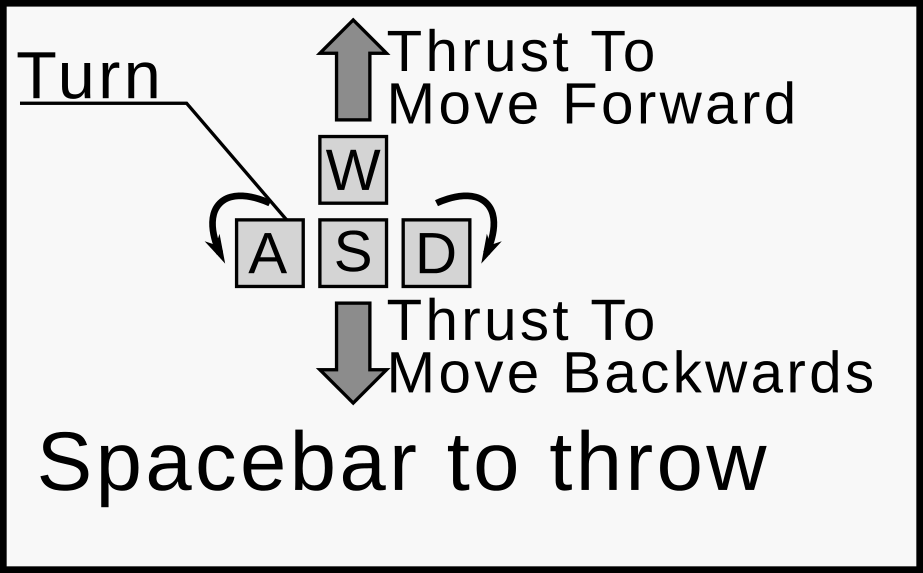 Turn
Thrust To
Move Forward
W
A S D
Thrust To
Move Backwards
Spacebar to throw